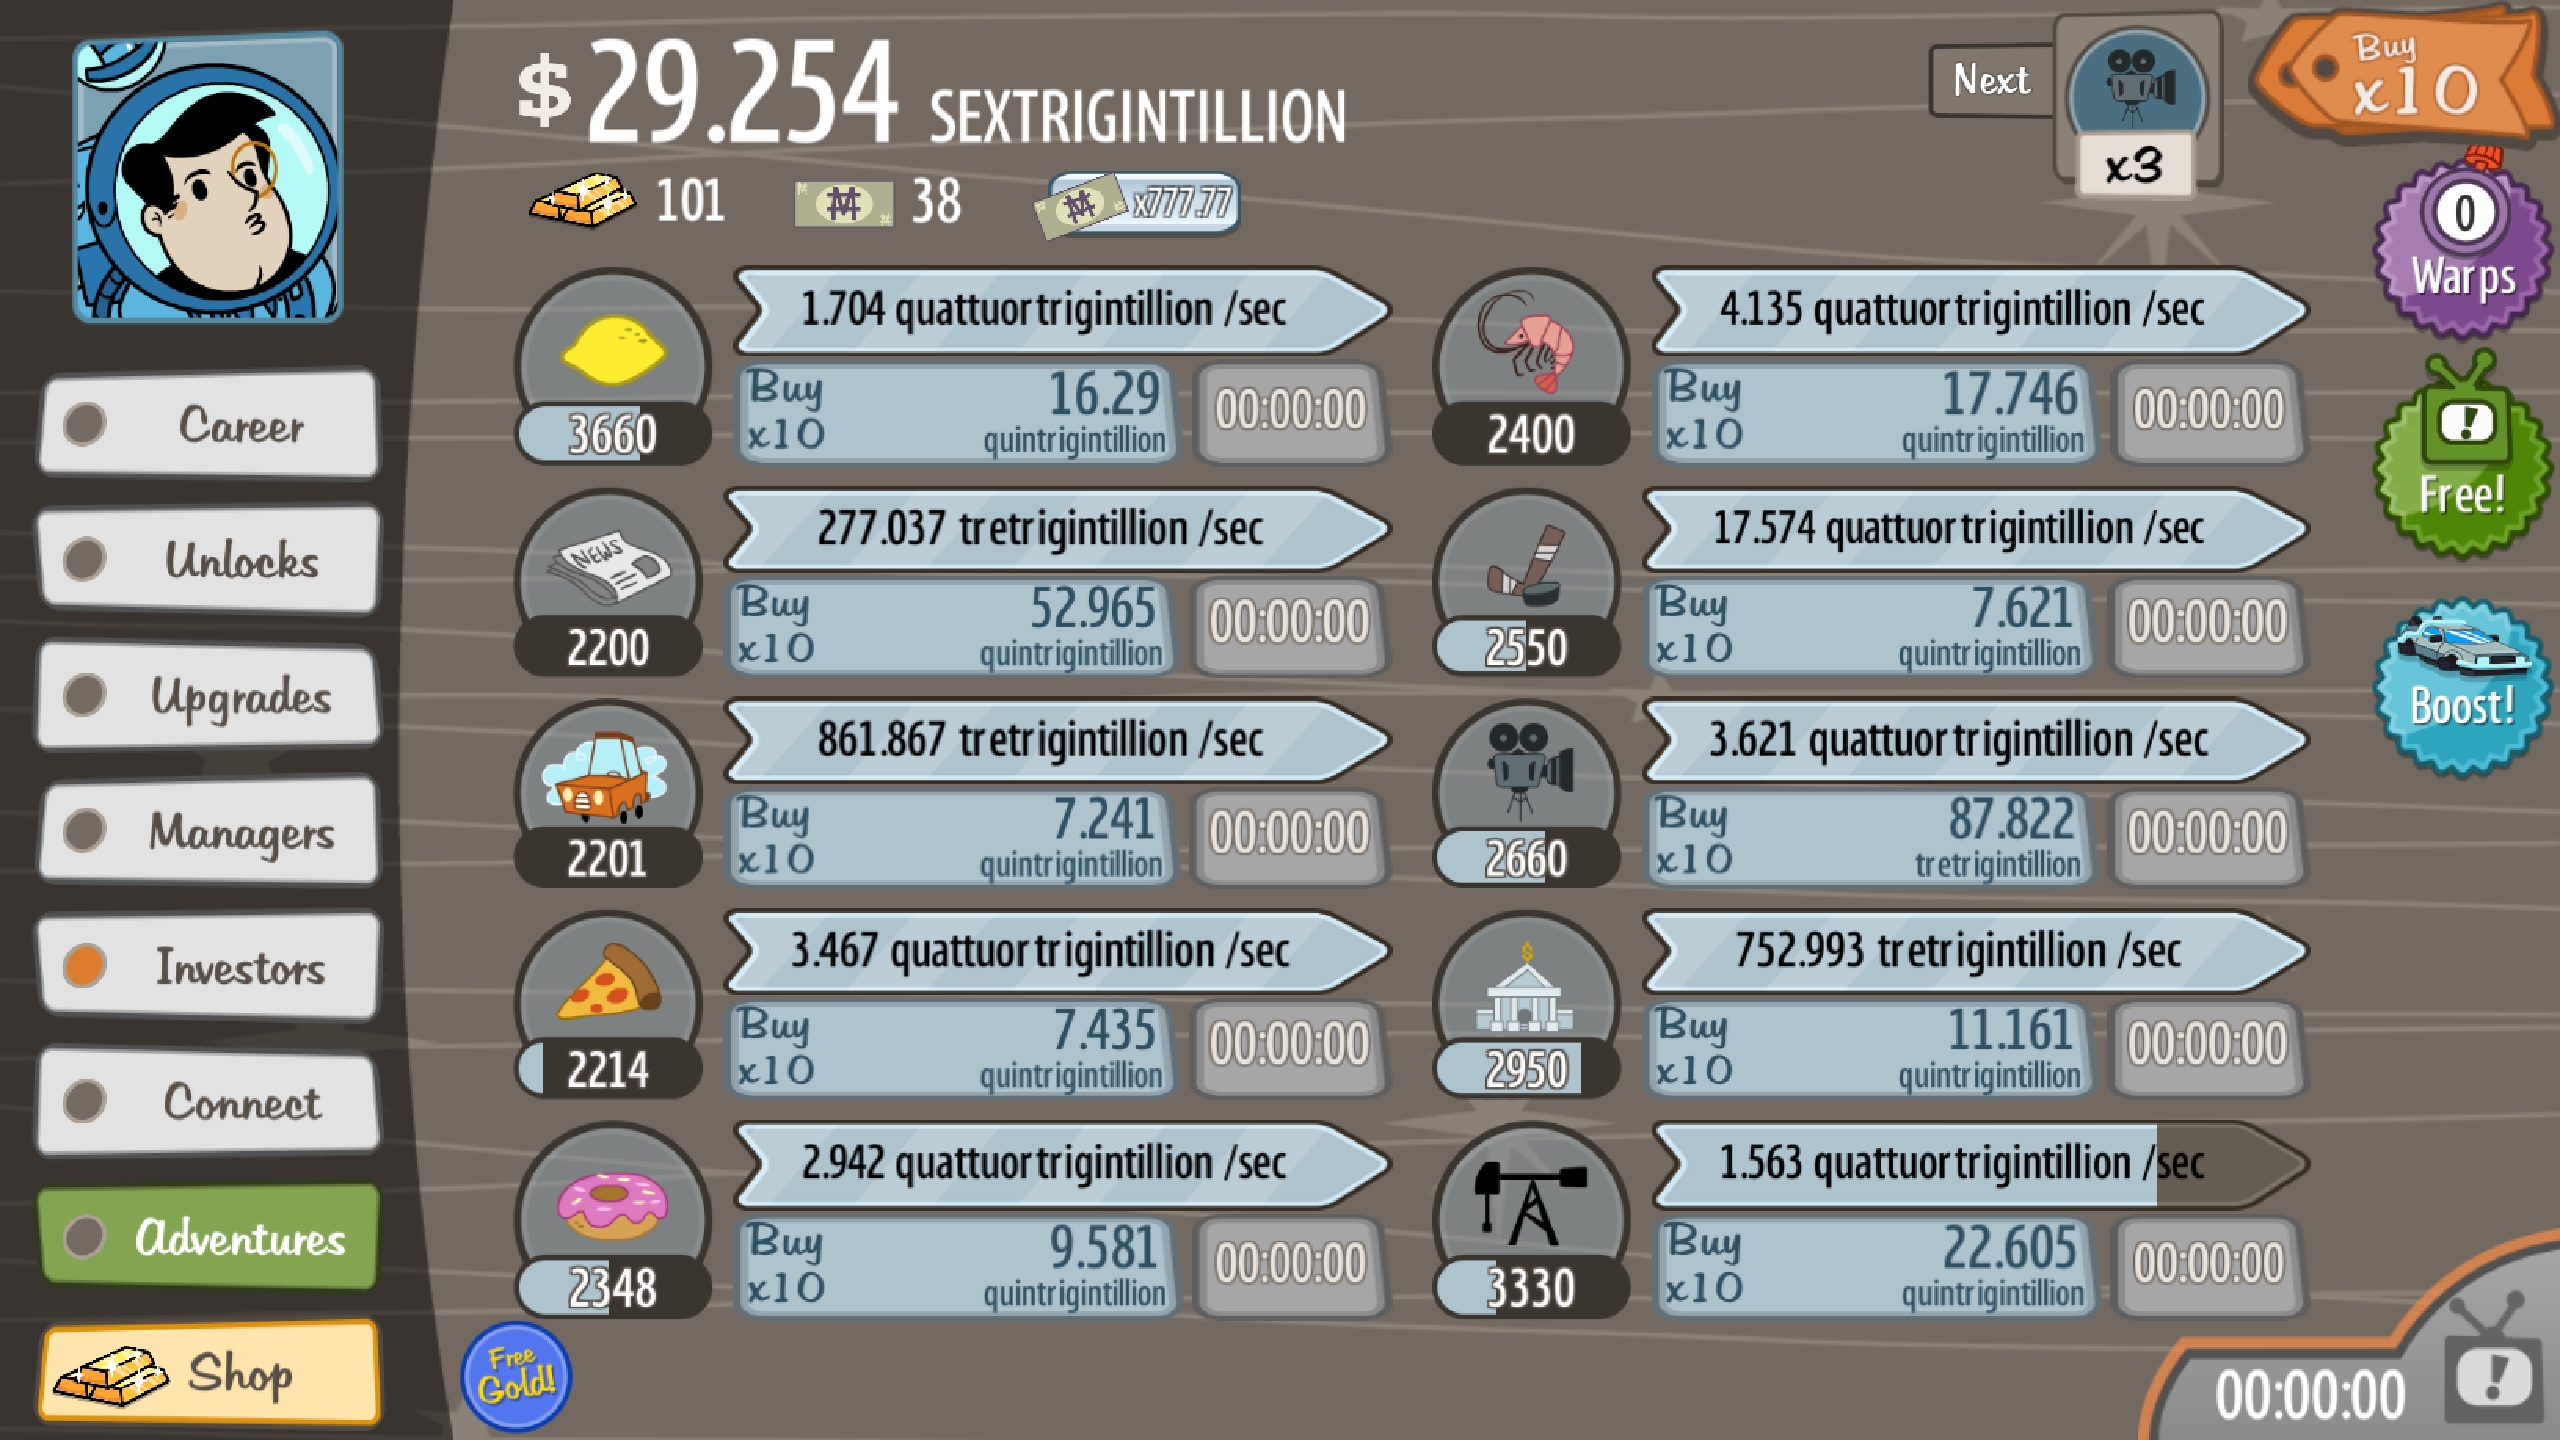 $29.254 SEXTRIGINTILLION
101 38 x777.77
Next
x3
Buy
x10
0
Warps
Free!
Boost!
Career
Unlocks
Upgrades
Managers
Investors
Connect
Adventures
Shop
1.704 quattuortrigintillion /sec
3660
Buy 16.29
x10 quintrigintillion
00:00:00
NEWS
277.037 tretrigintillion /sec
2200
Buy 52.965
x10 quintrigintillion
00:00:00
861.867 tretrigintillion /sec
2201
Buy 7.241
x10 quintrigintillion
00:00:00
3.467 quattuortrigintillion /sec
2214
Buy 7.435
x10 quintrigintillion
00:00:00
2.942 quattuortrigintillion /sec
2348
Buy 9.581
x10 quintrigintillion
00:00:00
4.135 quattuortrigintillion /sec
2400
Buy 17.746
x10 quintrigintillion
00:00:00
17.574 quattuortrigintillion /sec
2550
Buy 7.621
x10 quintrigintillion
00:00:00
3.621 quattuortrigintillion /sec
2660
Buy 87.822
x10 tretrigintillion
00:00:00
$
752.993 tretrigintillion /sec
2950
Buy 11.161
x10 quintrigintillion
00:00:00
1.563 quattuortrigintillion /sec
3330
Buy 22.605
x10 quintrigintillion
00:00:00
Free
Gold!
00:00:00